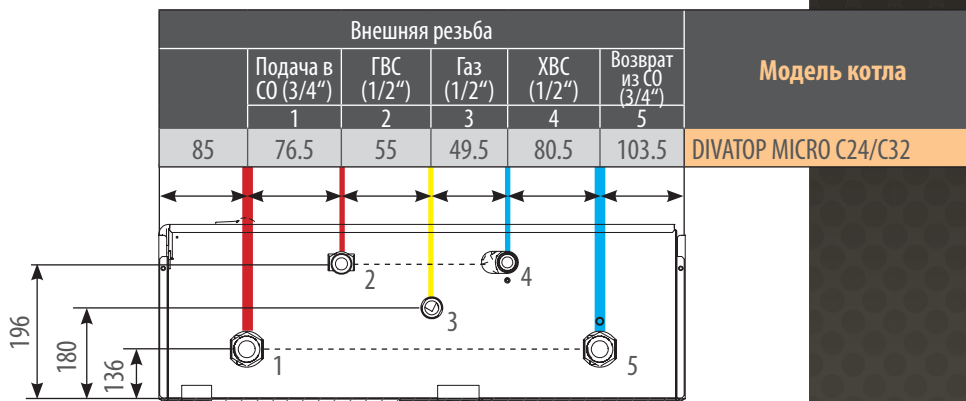 Внешняя резьба
Подача в
СО (3/4“)
ГВС
(1/2“)
Газ
(1/2“)
ХВС
(1/2“)
Возврат
из СО
(3/4“)
Модель котла
1 2 3 4 5
85 76.5 55 49.5 80.5 103.5 DIVATOP MICRO C24/C32
2
4
3
1
5
196
180
136